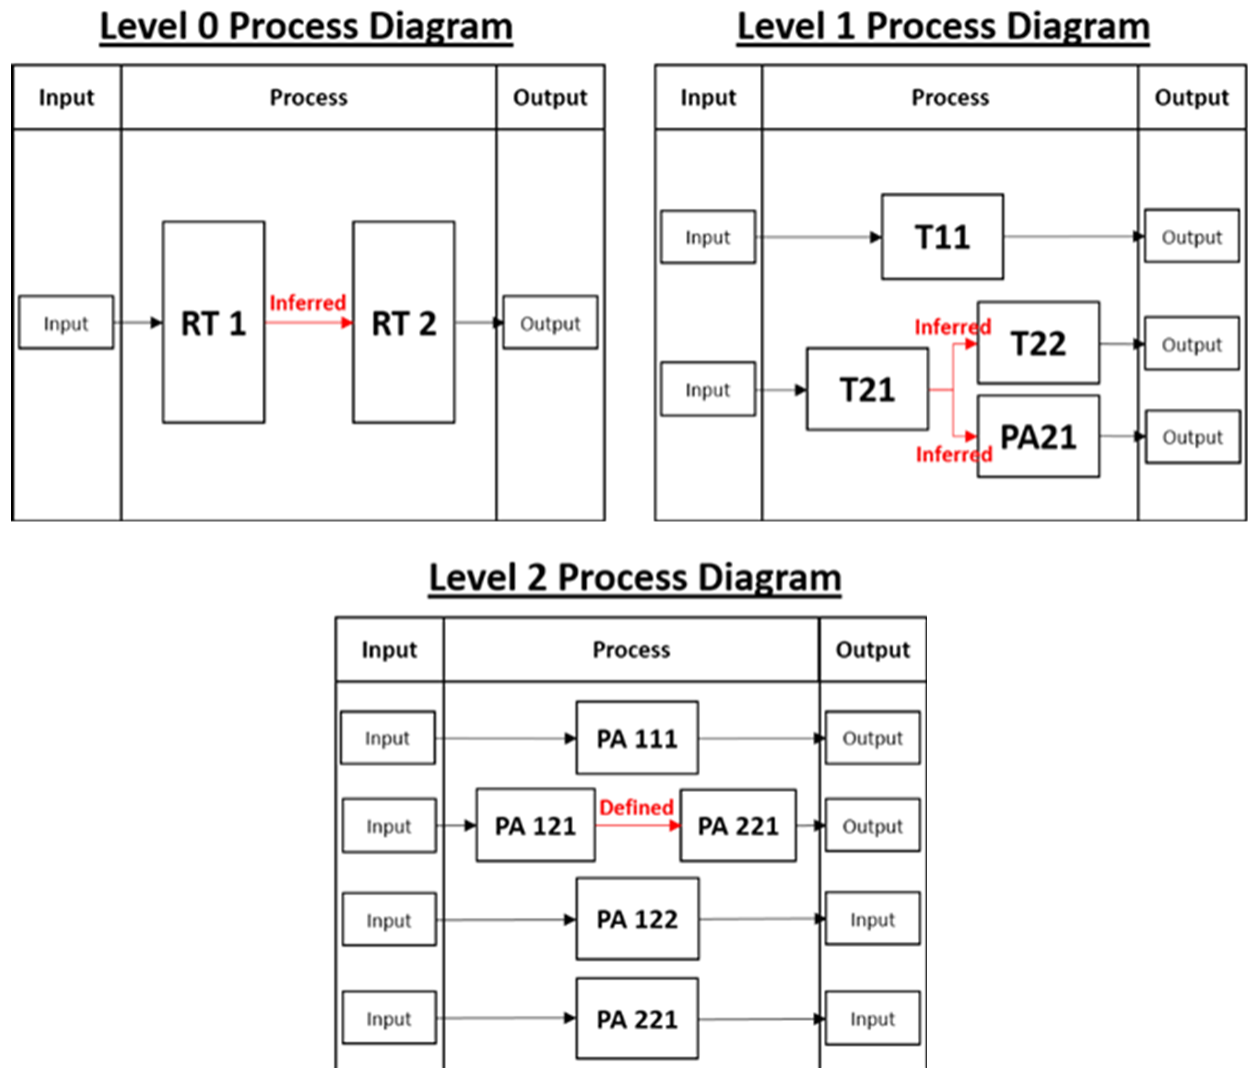 Level 0 Process Diagram
Input Process Output
Input RT 1 Inferred RT 2 Output
Level 1 Process Diagram
Input Process Output
Input T11 Output
Inferred T22 Output
Input T21
Inferred PA21 Output
Level 2 Process Diagram
Input Process Output
Input PA 111 Output
Input PA 121 Defined PA 221 Output
Input PA 122 Input
Input PA 221 Input